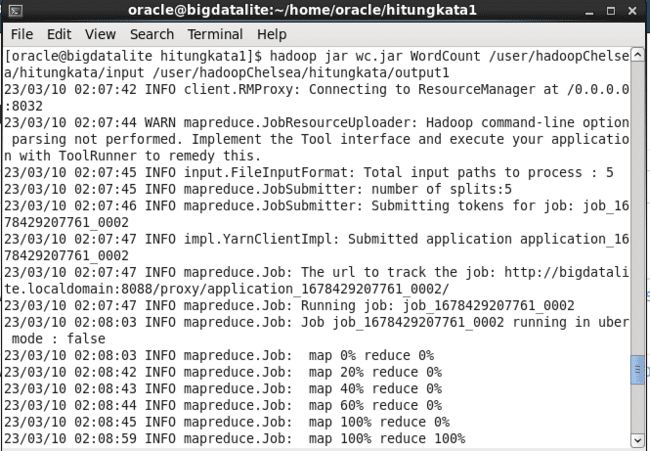 oracle@bigdatalite:~/home/oracle/hitungkata1
File Edit View Search Terminal Help
[oracle@bigdatalite hitungkata1]$ hadoop jar wc.jar WordCount /user/hadoopChelse
a/hitungkata/input /user/hadoopChelsea/hitungkata/output1
23/03/10 02:07:42 INFO client.RMProxy: Connecting to ResourceManager at /0.0.0.0
:8032
23/03/10 02:07:44 WARN mapreduce.JobResourceUploader: Hadoop command-line option
 parsing not performed. Implement the Tool interface and execute your applicatio
n with ToolRunner to remedy this.
23/03/10 02:07:45 INFO input.FileInputFormat: Total input paths to process : 5
23/03/10 02:07:45 INFO mapreduce.JobSubmitter: number of splits:5
23/03/10 02:07:46 INFO mapreduce.JobSubmitter: Submitting tokens for job: job_16
78429207761_0002
23/03/10 02:07:47 INFO impl.YarnClientImpl: Submitted application application_16
78429207761_0002
23/03/10 02:07:47 INFO mapreduce.Job: The url to track the job: http://bigdatali
te.localdomain:8088/proxy/application_1678429207761_0002/
23/03/10 02:07:47 INFO mapreduce.Job: Running job: job_1678429207761_0002
23/03/10 02:08:03 INFO mapreduce.Job: Job job_1678429207761_0002 running in uber
 mode : false
23/03/10 02:08:03 INFO mapreduce.Job:  map 0% reduce 0%
23/03/10 02:08:42 INFO mapreduce.Job:  map 20% reduce 0%
23/03/10 02:08:43 INFO mapreduce.Job:  map 40% reduce 0%
23/03/10 02:08:44 INFO mapreduce.Job:  map 60% reduce 0%
23/03/10 02:08:45 INFO mapreduce.Job:  map 100% reduce 0%
23/03/10 02:08:59 INFO mapreduce.Job:  map 100% reduce 100%